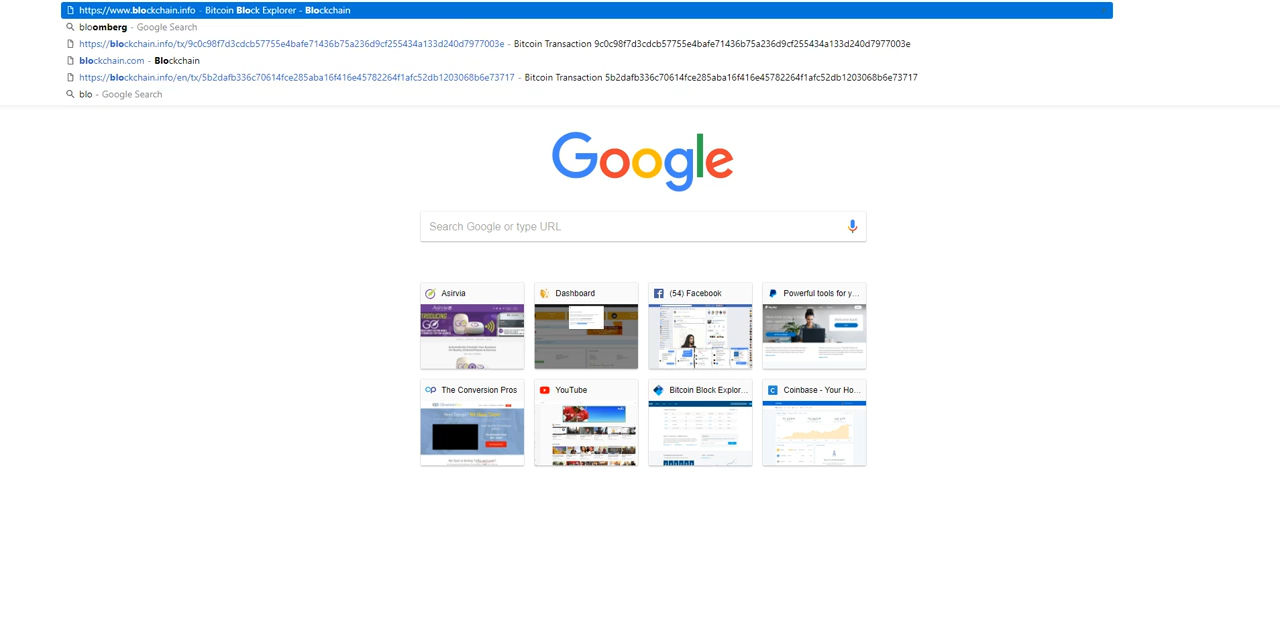 https://www.blockchain.info - Bitcoin Block Explorer - Blockchain
bloomberg - Google Search
https://blockchain.info/tx/9c0c98f7d3cdcb57755e4bafe71436b75a236d9cf255434a133d240d7977003e - Bitcoin Transaction 9c0c98f7d3cdcb57755e4bafe71436b75a236d9cf255434a133d240d7977003e
blockchain.com - Blockchain
https://blockchain.info/en/tx/5b2dafb336c70614fce285aba16f416e45782264f1afc52db1203068b6e73717 - Bitcoin Transaction 5b2dafb336c70614fce285aba16f416e45782264f1afc52db1203068b6e73717
blo - Google Search
Google
Search Google or type URL
Asirvia
Dashboard
(54) Facebook
Powerful tools for y...
The Conversion Pros
YouTube
Bitcoin Block Explor...
Coinbase - Your Ho...